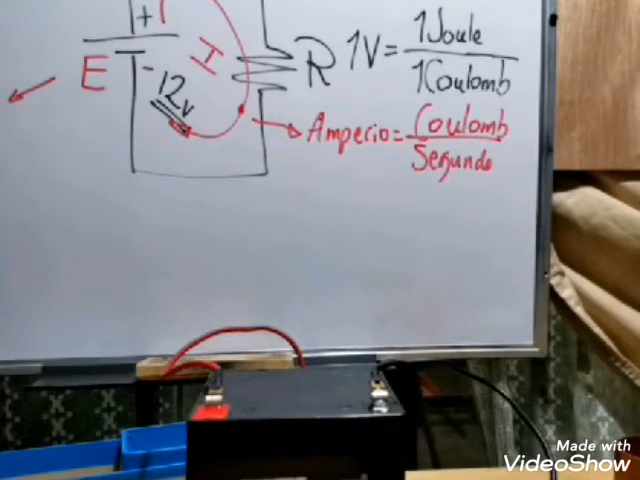 +
I
E
-12v
R
1V= 1Joule
1Coulomb
Amperio= Coulomb
Segundo
Made with
VideoShow